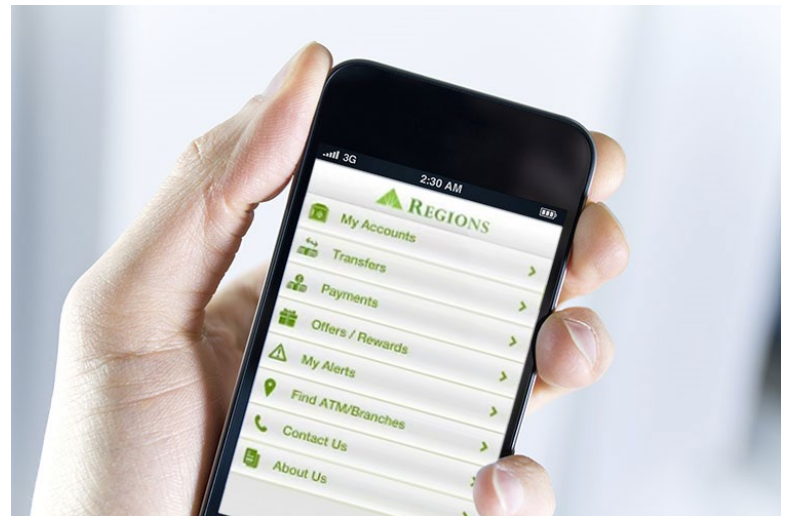 3G 2:30 AM
REGIONS
My Accounts
Transfers
Payments
Offers / Rewards
My Alerts
Find ATM/Branches
Contact Us
About Us